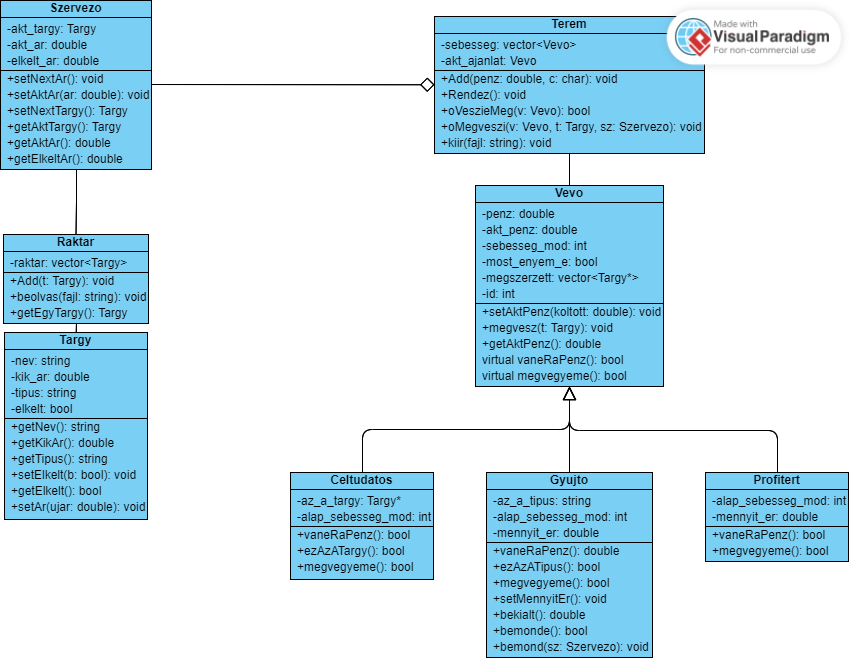 Szervezo
-akt_targy: Targy
-akt_ar: double
-elkelt_ar: double
+setNextAr(): void
+setAktAr(ar: double): void
+setNextTargy(): Targy
+getAktTargy(): Targy
+getAktAr(): double
+getElkeltAr(): double
Terem
-sebesseg: vector<Vevo>
-akt_ajanlat: Vevo
+Add(penz: double, c: char): void
+Rendez(): void
+oVeszieMeg(v: Vevo): bool
+oMegveszi(v: Vevo, t: Targy, sz: Szervezo): void
+kiir(fajl: string): void
Made with
Visual Paradigm
For non-commercial use
Raktar
-raktar: vector<Targy>
+Add(t: Targy): void
+beolvas(fajl: string): void
+getEgyTargy(): Targy
Targy
-nev: string
-kik_ar: double
-tipus: string
-elkelt: bool
+getNev(): string
+getKikAr(): double
+getTipus(): string
+setElkelt(b: bool): void
+getElkelt(): bool
+setAr(ujar: double): void
Vevo
-penz: double
-akt_penz: double
-sebesseg_mod: int
-most_enyem_e: bool
-megszerzett: vector<Targy*>
-id: int
+setAktPenz(koltott: double): void
+megvesz(t: Targy): void
+getAktPenz(): double
virtual vaneRaPenz(): bool
virtual megvegyeme(): bool
Celtudatos
-az_a_targy: Targy*
-alap_sebesseg_mod: int
+vaneRaPenz(): bool
+ezAzATargy(): bool
+megvegyeme(): bool
Gyujto
-az_a_tipus: string
-alap_sebesseg_mod: int
-mennyit_er: double
+vaneRaPenz(): double
+ezAzATipus(): bool
+megvegyeme(): bool
+setMennyitEr(): void
+bekialt(): double
+bemonde(): bool
+bemond(sz: Szervezo): void
Profitert
-alap_sebesseg_mod: int
-mennyit_er: double
+vaneRaPenz(): bool
+megvegyeme(): bool